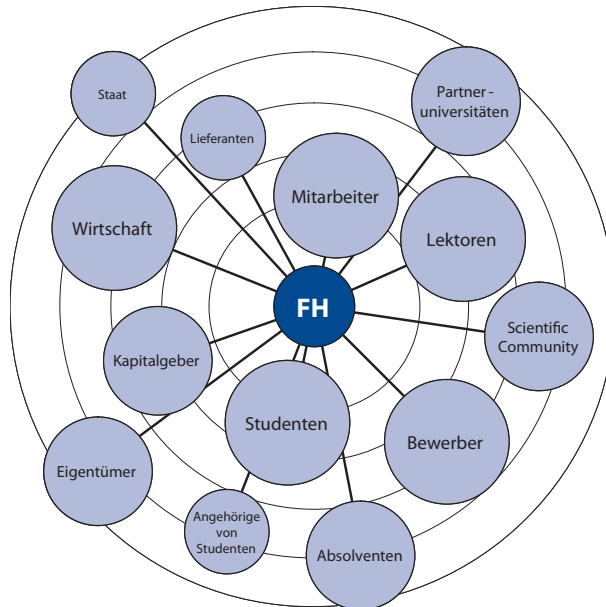 Staat
Partner-
universitäten
Lieferanten
Mitarbeiter
Wirtschaft
Lektoren
FH
Scientific
Community
Kapitalgeber
Studenten
Bewerber
Eigentümer
Angehörige
von
Studenten
Absolventen